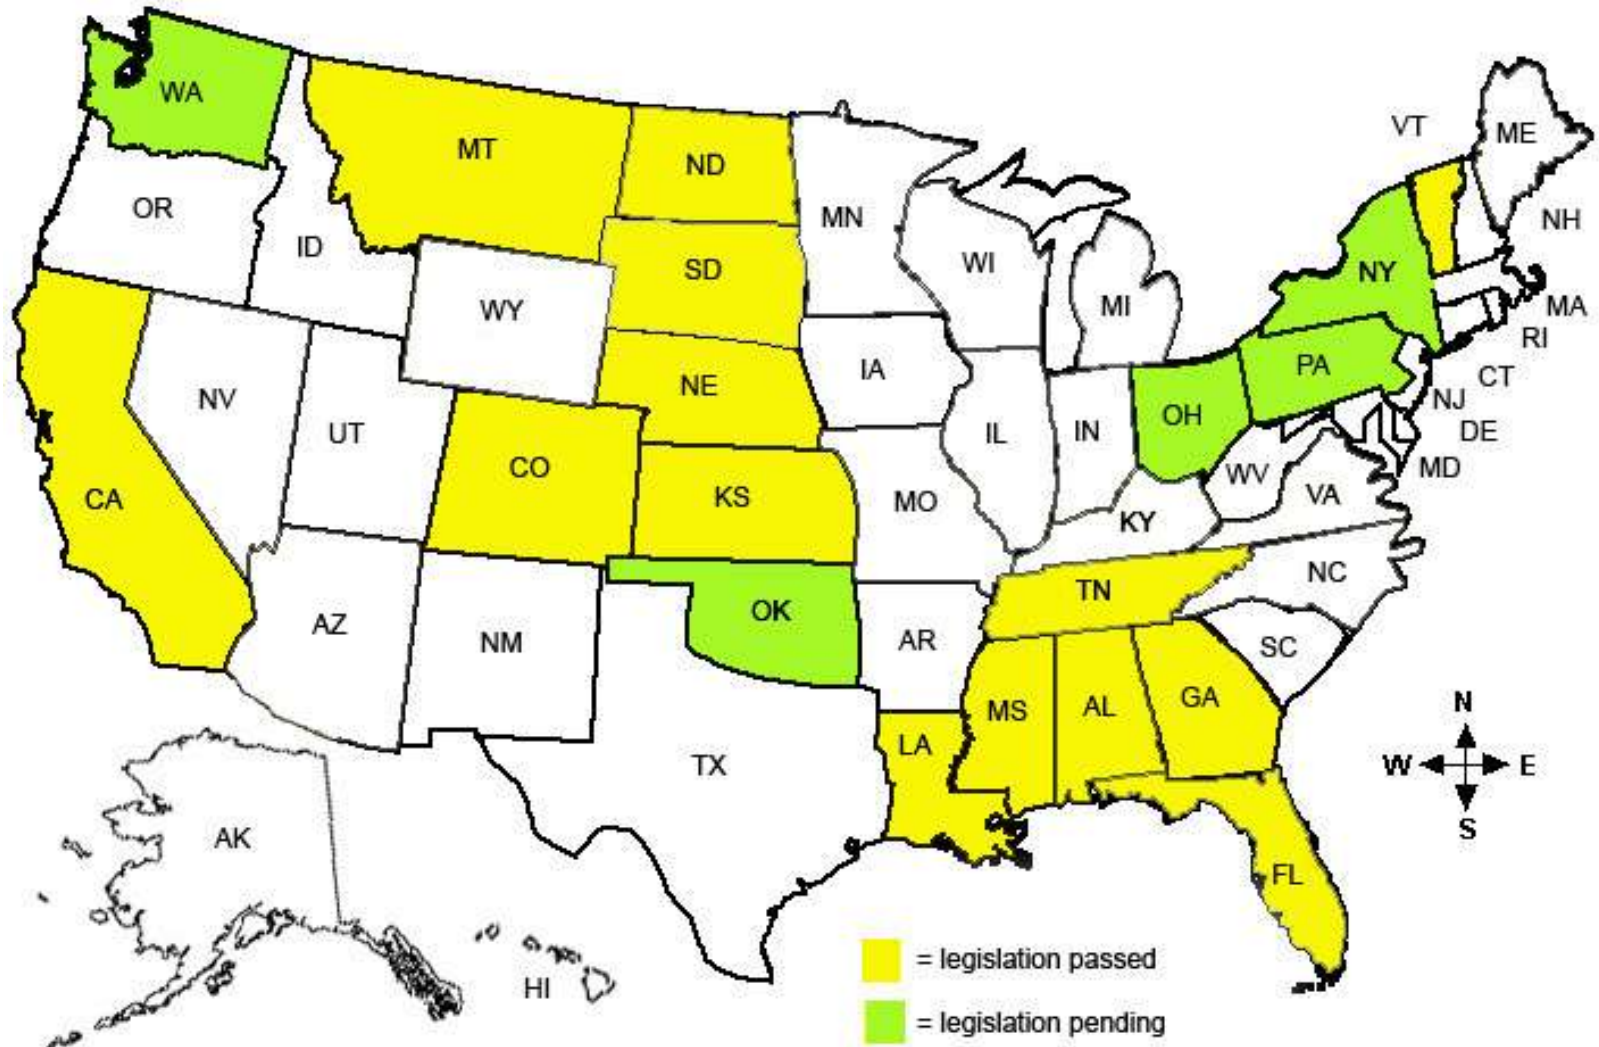 WA
MT
ND
VT
ME
OR
ID
MN
NH
WI
SD
NY
MA
WY
MI
RI
NV
UT
NE
IA
PA
CT
NJ
DE
MD
IL
IN
OH
WV
VA
CA
CO
KS
MO
KY
NC
TN
AZ
NM
OK
AR
SC
MS
AL
GA
LA
TX
N
W
E
S
AK
FL
HI
= legislation passed
= legislation pending